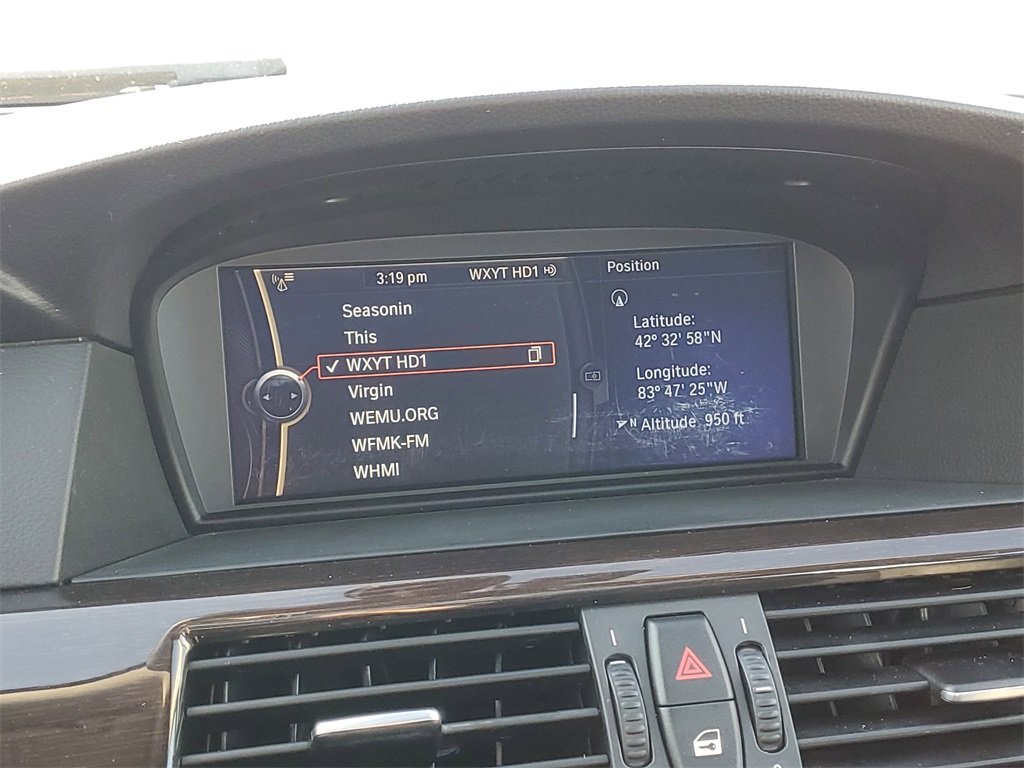 3:19 pm
WXYT HD1
Seasonin
This
WXYT HD1
Virgin
WEMU.ORG
WFMK-FM
WHMI
Position
Latitude:
42° 32' 58"N
Longitude:
83° 47' 25"W
N Altitude 950 ft